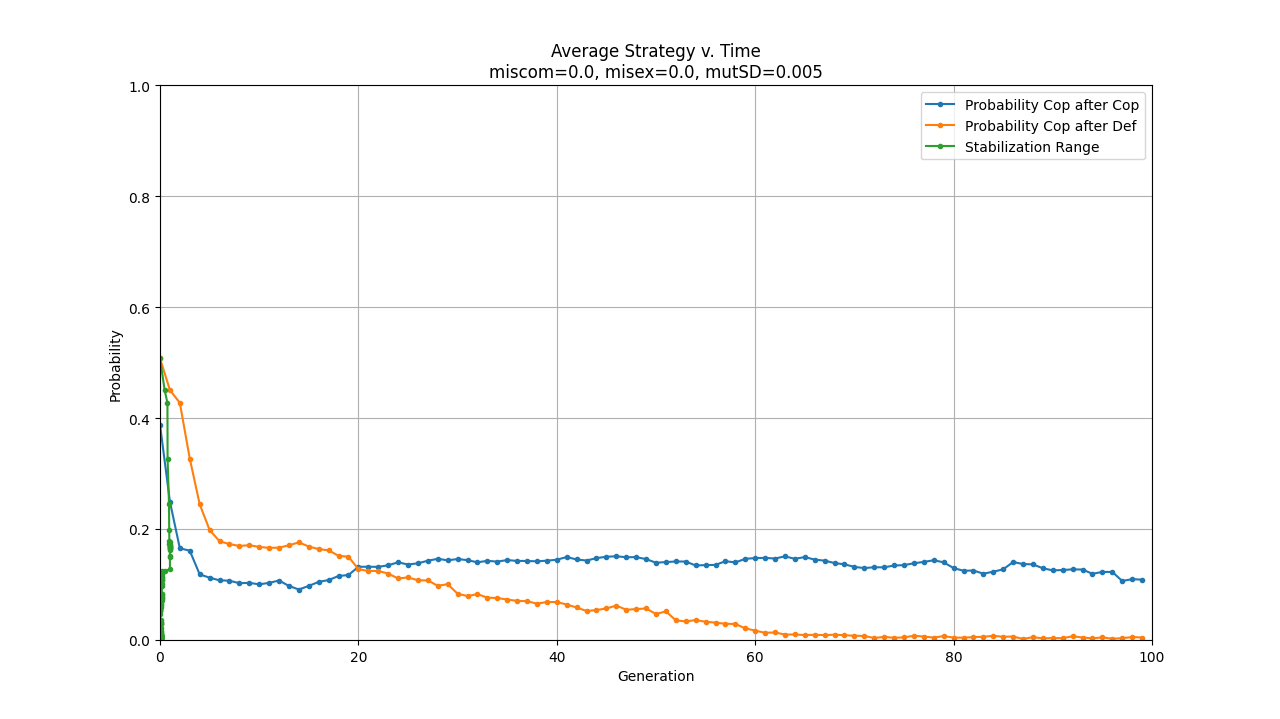 Average Strategy v. Time
miscom=0.0, misex=0.0, mutSD=0.005
Probability Cop after Cop
Probability Cop after Def
Stabilization Range
Probability
1.0
0.8
0.6
0.4
0.2
0.0
0 20 40 60 80 100
Generation